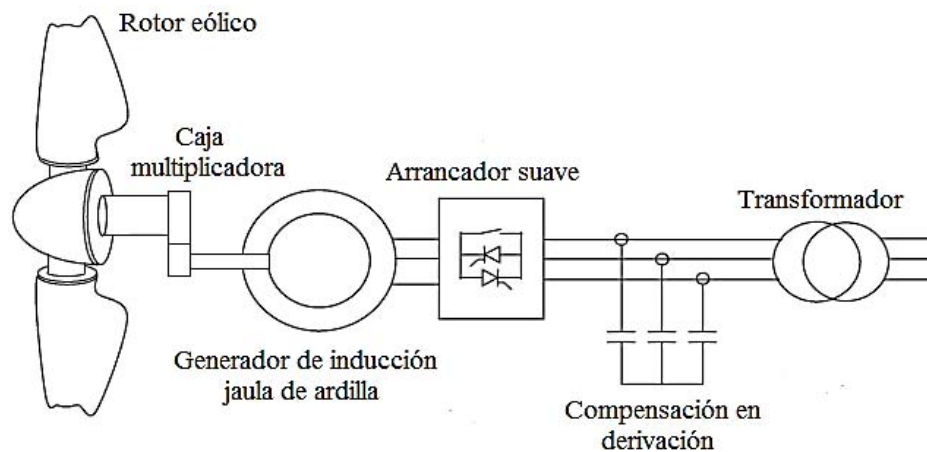 Rotor eólico
Caja
multiplicadora
Arrancador suave
Transformador
Generador de inducción
jaula de ardilla
Compensación en
derivación